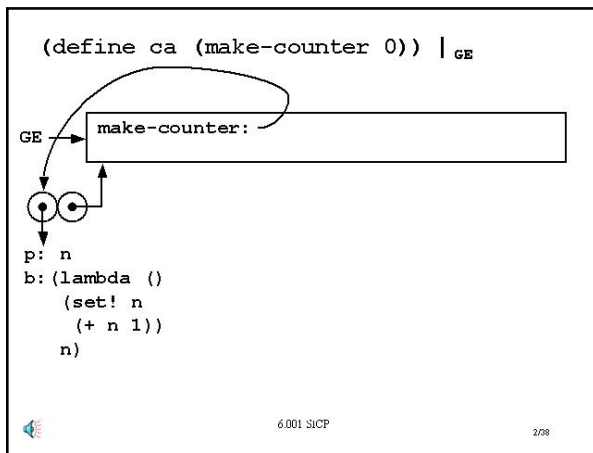 (define ca (make-counter 0)) | GE
make-counter:
GE
p: n
b:(lambda ()
(set! n
(+ n 1))
n)
6.001 SICP
2/38